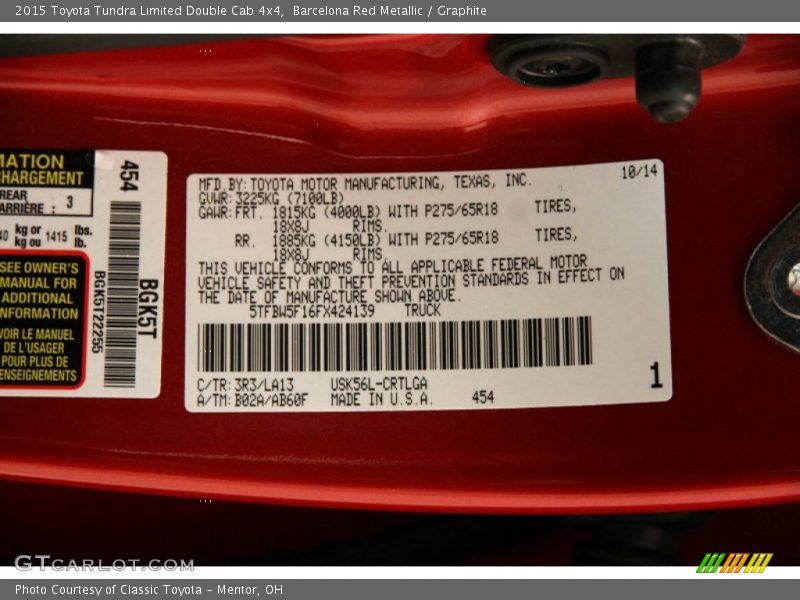 2015 Toyota Tundra Limited Double Cab 4x4, Barcelona Red Metallic / Graphite
MATION
CHARGEMENT
REAR
ARRIÈRE : 3
kg or 1415 lbs.
kg ou lb.
SEE OWNER'S
MANUAL FOR
ADDITIONAL
INFORMATION
VOIR LE MANUEL
DE L'USAGER
POUR PLUS DE
RENSEIGNEMENTS
454
BGK5T22256
BGK5T
MFD. BY: TOYOTA MOTOR MANUFACTURING, TEXAS, INC. 10/14
GVWR: 3225KG (7100LB)
GAWR: FRT. 1815KG (4000LB) WITH P275/65R18 TIRES,
18X8J RIMS.
RR. 1885KG (4150LB) WITH P275/65R18 TIRES,
18X8J RIMS.
THIS VEHICLE CONFORMS TO ALL APPLICABLE FEDERAL MOTOR
VEHICLE SAFETY AND THEFT PREVENTION STANDARDS IN EFFECT ON
THE DATE OF MANUFACTURE SHOWN ABOVE.
5TFBW5F16FX424139 TRUCK
C/TR: 3R3/LA13 USK56L-CRTLGA
A/TM: B02A/AB60F MADE IN U.S.A. 454
1
GTCarLot.com
Photo Courtesy of Classic Toyota - Mentor, OH